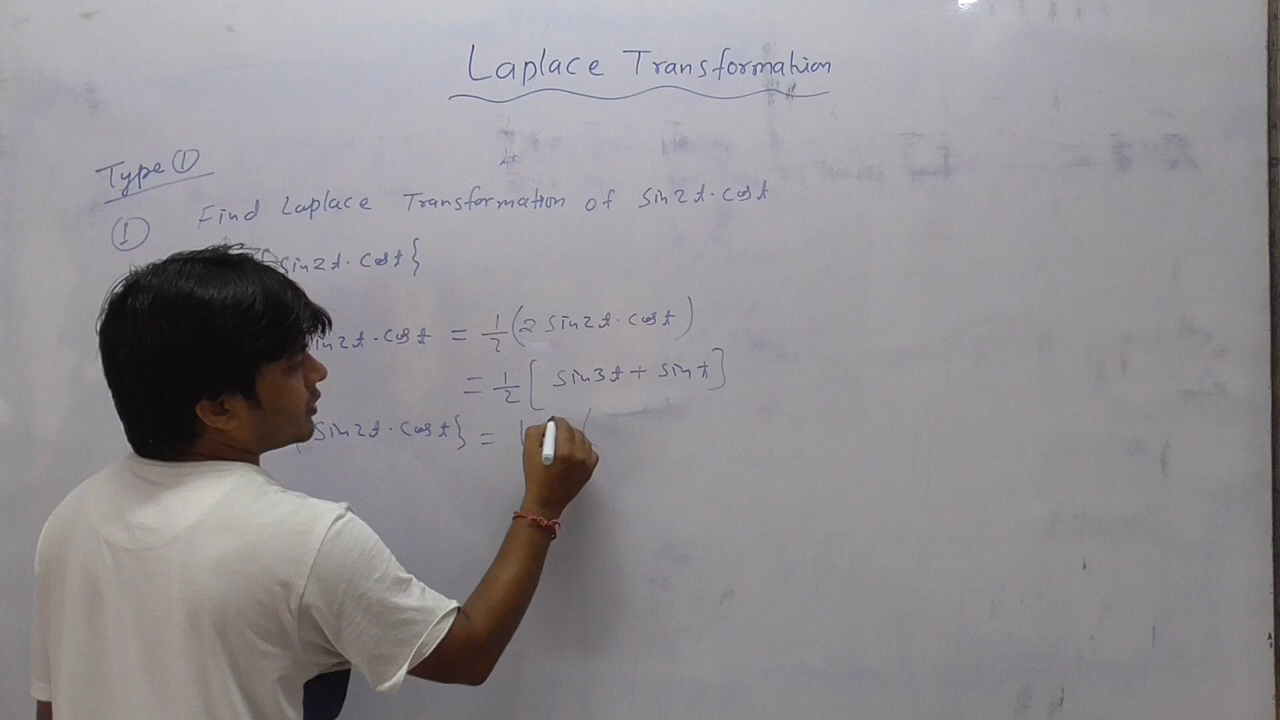 Laplace Transformation
Type ①
① Find Laplace Transformation of sin2t·cost
sin2t·cost}
sin2t·cost = 1/2 (2 sin2t·cost)
= 1/2 [ sin3t + sint]
{sin2t·cost} =